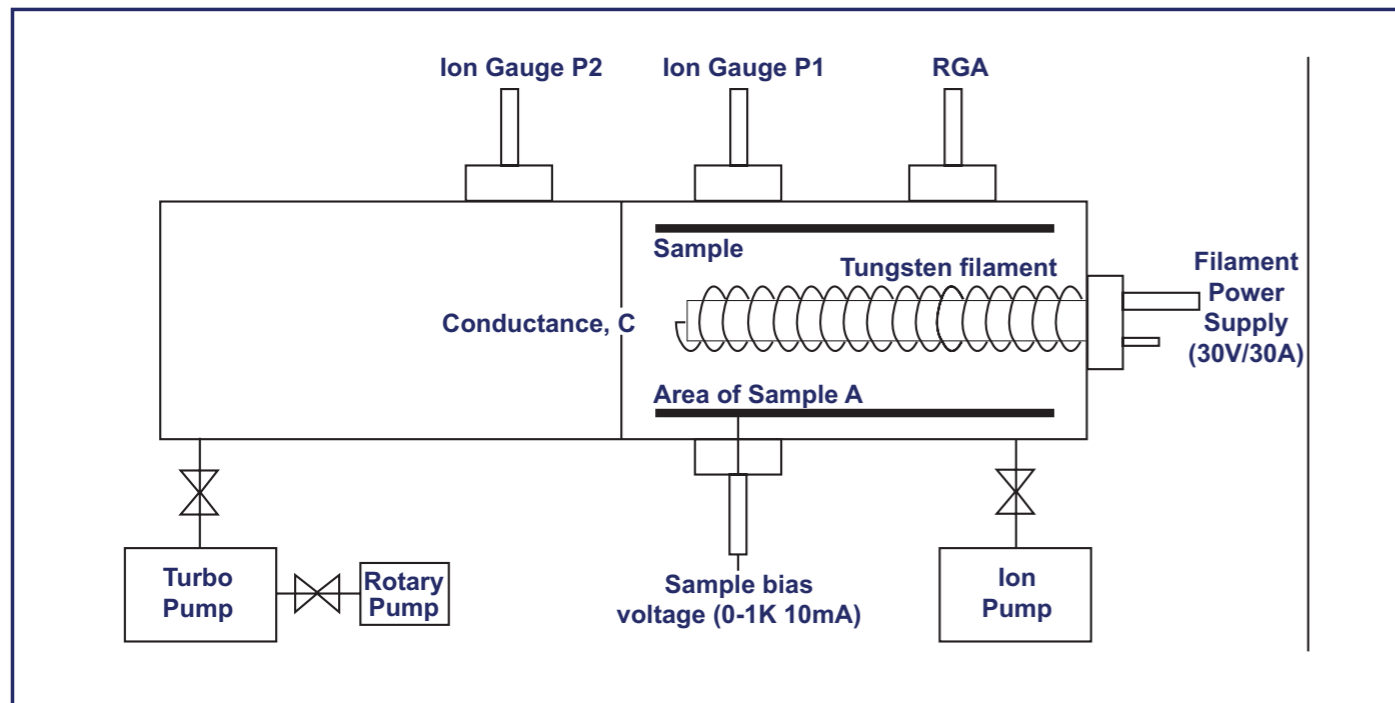 Ion Gauge P2
Ion Gauge P1
RGA
Sample
Tungsten filament
Filament
Power
Supply
(30V/30A)
Conductance, C
Area of Sample A
Turbo
Pump
Rotary
Pump
Sample bias
voltage (0-1K 10mA)
Ion
Pump